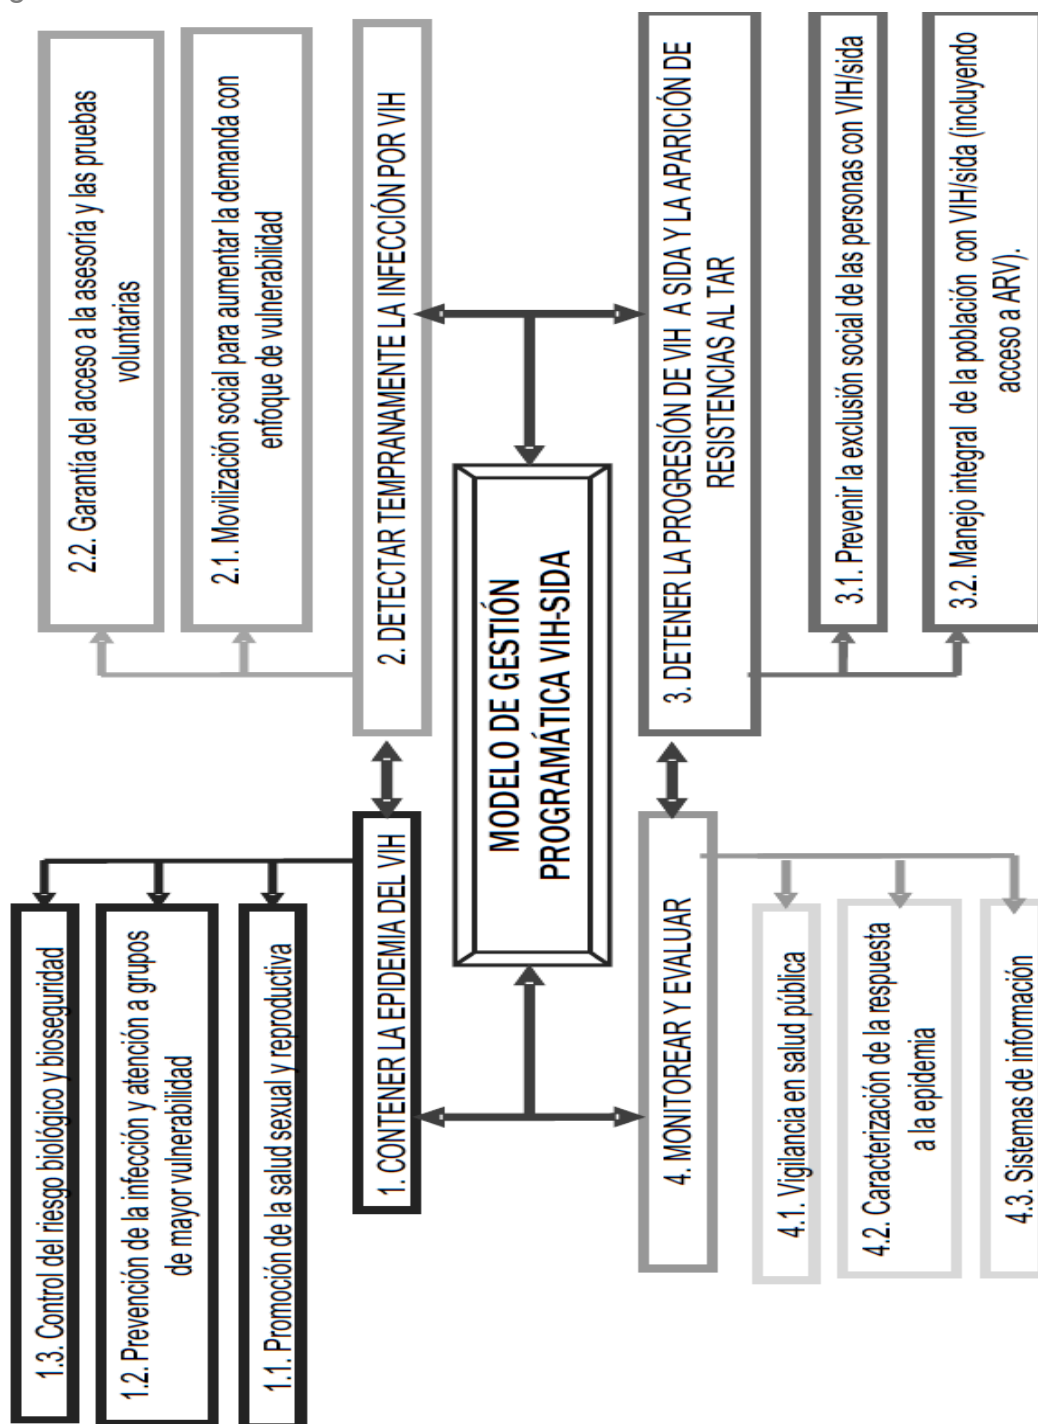 1.3. Control del riesgo biológico y bioseguridad
1.2. Prevención de la infección y atención a grupos
de mayor vulnerabilidad
1.1. Promoción de la salud sexual y reproductiva
1. CONTENER LA EPIDEMIA DEL VIH
2.2. Garantía del acceso a la asesoría y las pruebas
voluntarias
2.1. Movilización social para aumentar la demanda con
enfoque de vulnerabilidad
2. DETECTAR TEMPRANAMENTE LA INFECCIÓN POR VIH
MODELO DE GESTIÓN
PROGRAMÁTICA VIH-SIDA
4. MONITOREAR Y EVALUAR
4.1. Vigilancia en salud pública
4.2. Caracterización de la respuesta
a la epidemia
4.3. Sistemas de información
3. DETENER LA PROGRESIÓN DE VIH A SIDA Y LA APARICIÓN DE
RESISTENCIAS AL TAR
3.1. Prevenir la exclusión social de las personas con VIH/sida
3.2. Manejo integral de la población con VIH/sida (incluyendo
acceso a ARV).